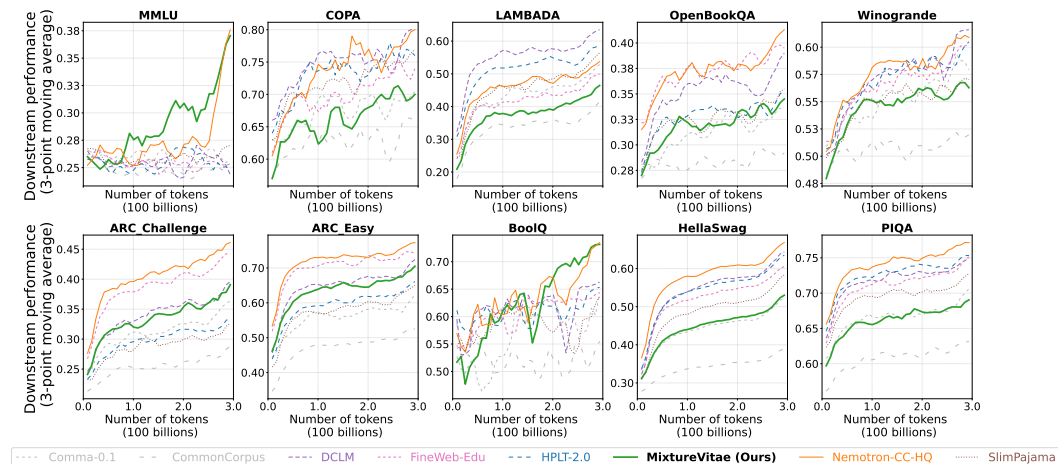 MMLU
COPA
LAMBADA
OpenBookQA
Winogrande
Downstream performance
(3-point moving average)
0.38
0.35
0.33
0.30
0.28
0.25
0.80
0.75
0.70
0.65
0.60
0.60
0.50
0.40
0.30
0.20
0.40
0.38
0.35
0.33
0.30
0.28
0.60
0.57
0.55
0.53
0.50
0.48
Number of tokens
(100 billions)
Number of tokens
(100 billions)
Number of tokens
(100 billions)
Number of tokens
(100 billions)
Number of tokens
(100 billions)
ARC_Challenge
ARC_Easy
BoolQ
HellaSwag
PIQA
Downstream performance
(3-point moving average)
0.45
0.40
0.35
0.30
0.25
0.70
0.60
0.50
0.40
0.70
0.65
0.60
0.55
0.50
0.60
0.50
0.40
0.30
0.75
0.70
0.65
0.60
0.0 1.0 2.0 3.0
0.0 1.0 2.0 3.0
0.0 1.0 2.0 3.0
0.0 1.0 2.0 3.0
0.0 1.0 2.0 3.0
Number of tokens
(100 billions)
Number of tokens
(100 billions)
Number of tokens
(100 billions)
Number of tokens
(100 billions)
Number of tokens
(100 billions)
Comma-0.1 CommonCorpus DCLM FineWeb-Edu HPLT-2.0 MixtureVitae (Ours) Nemotron-CC-HQ SlimPajama